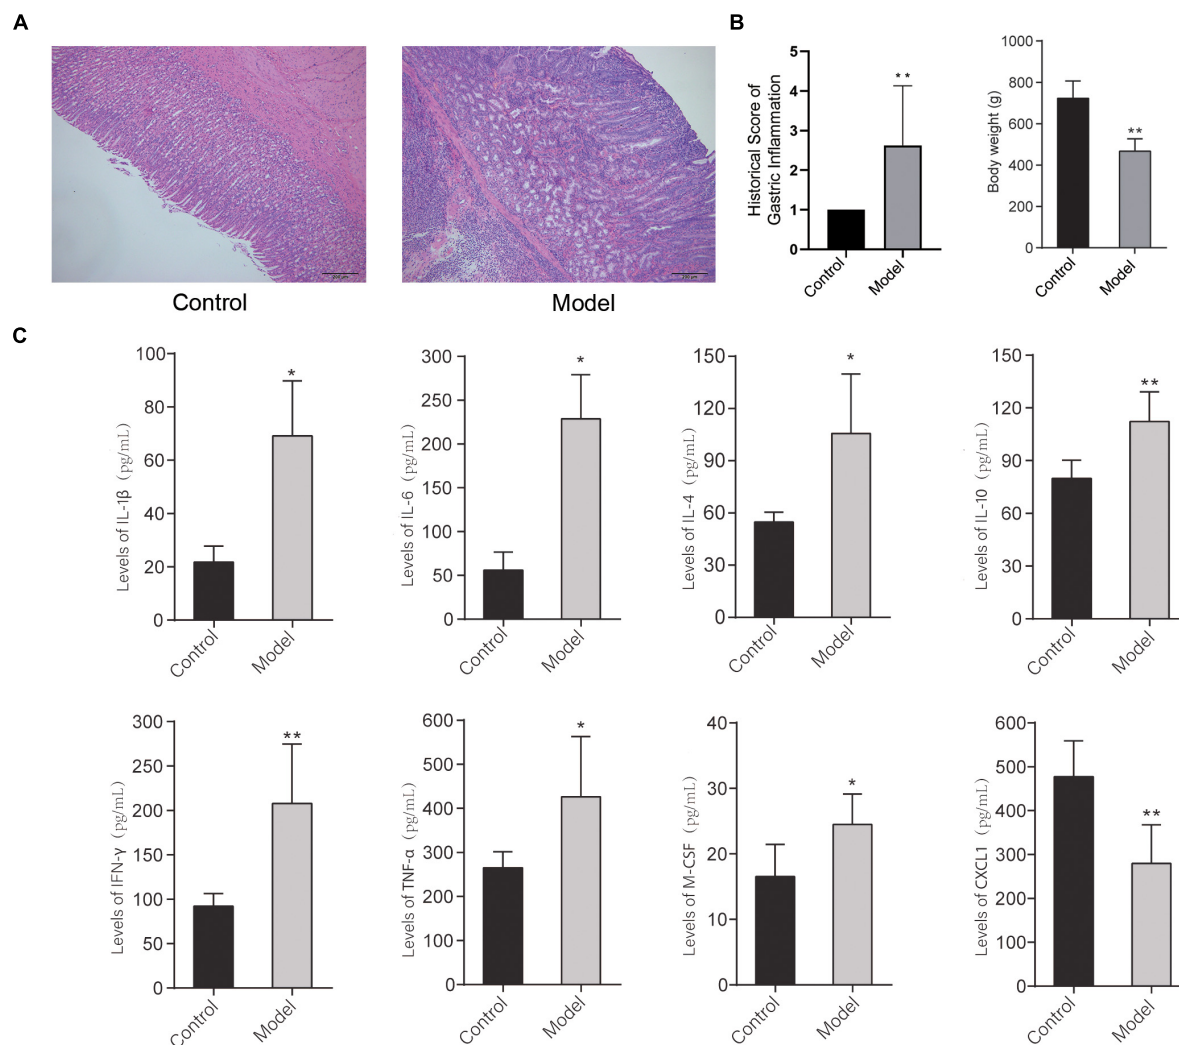 A
B
Control
Model
Historical Score of
Gastric Inflammation
5
4
3
2
1
0
**
Control
Model
Body weight (g)
1000
800
600
400
200
0
**
Control
Model
C
Levels of IL-1β (pg/mL)
100
80
60
40
20
0
*
Control
Model
Levels of IL-6 (pg/mL)
300
250
200
150
100
50
0
*
Control
Model
Levels of IL-4 (pg/mL)
150
120
90
60
30
0
*
Control
Model
Levels of IL-10 (pg/mL)
150
120
90
60
30
0
**
Control
Model
Levels of IFN-γ (pg/mL)
300
250
200
150
100
50
0
**
Control
Model
Levels of TNF-α (pg/mL)
600
500
400
300
200
100
0
*
Control
Model
Levels of M-CSF (pg/mL)
40
30
20
10
0
*
Control
Model
Levels of CXCL1 (pg/mL)
600
500
400
300
200
100
0
**
Control
Model